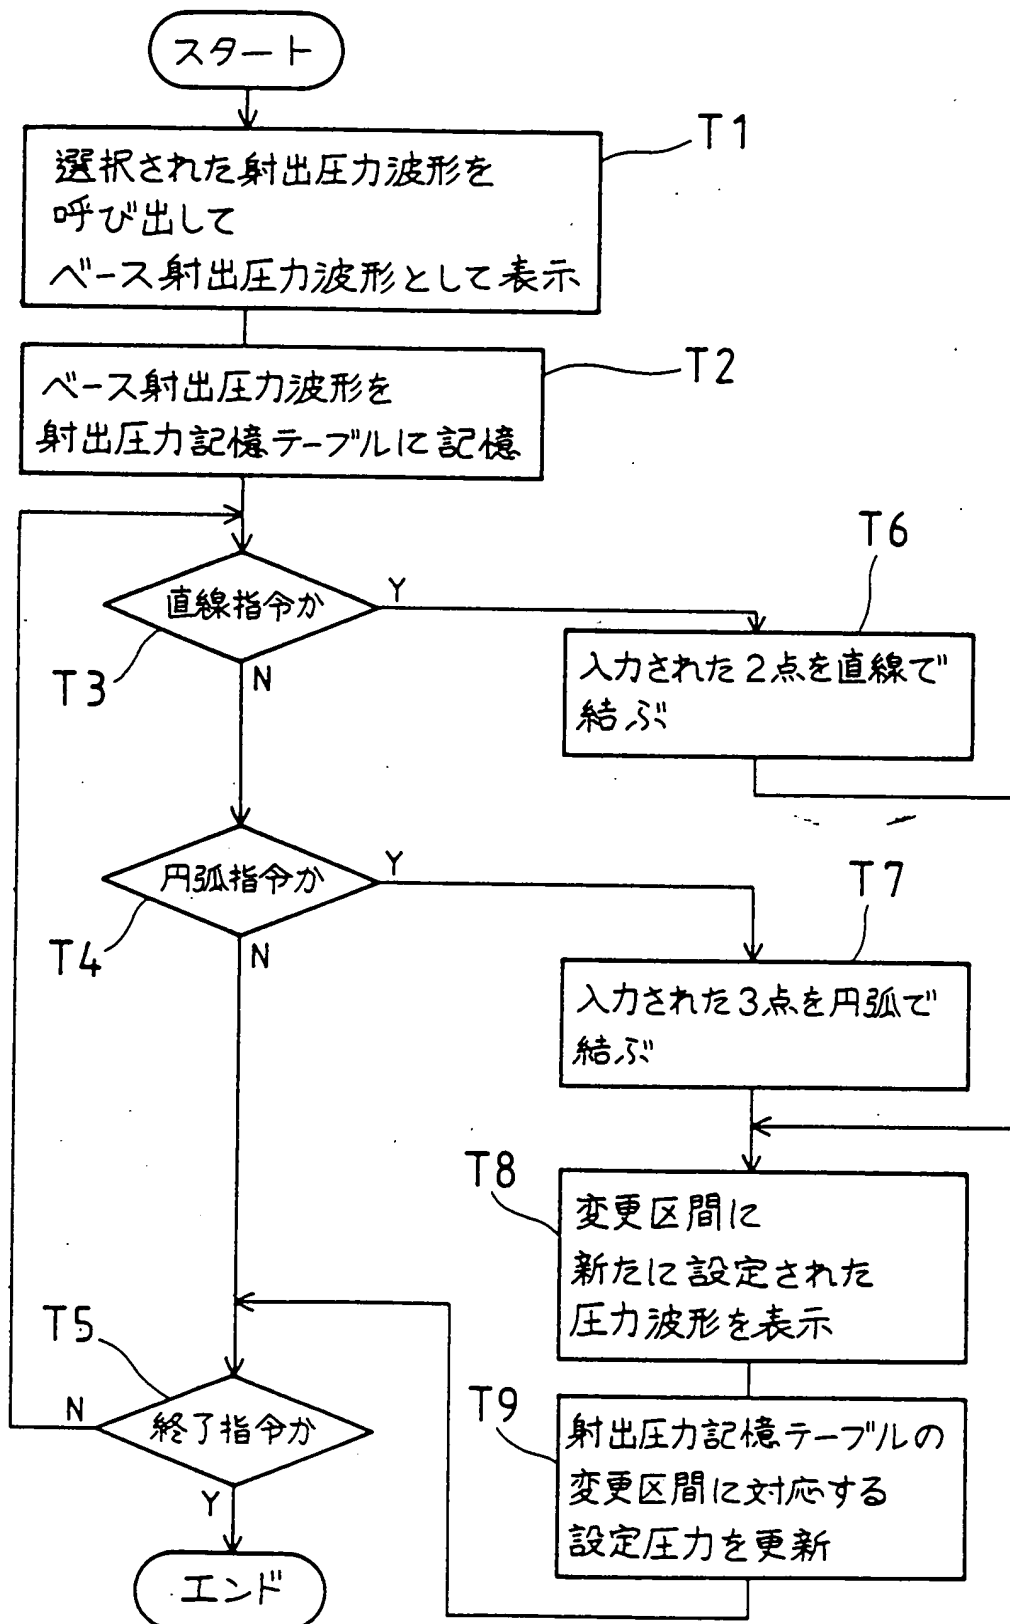 スタート
T1
選択された射出圧力波形を
呼び出して
ベース射出圧力波形として表示
T2
ベース射出圧力波形を
射出圧力記憶テーブルに記憶
直線指令か
Y
N
T3
T6
入力された2点を直線で
結ぶ
円弧指令か
Y
N
T4
T7
入力された3点を円弧で
結ぶ
T8
変更区間に
新たに設定された
圧力波形を表示
T5
終了指令か
N
Y
T9
射出圧力記憶テーブルの
変更区間に対応する
設定圧力を更新
エンド